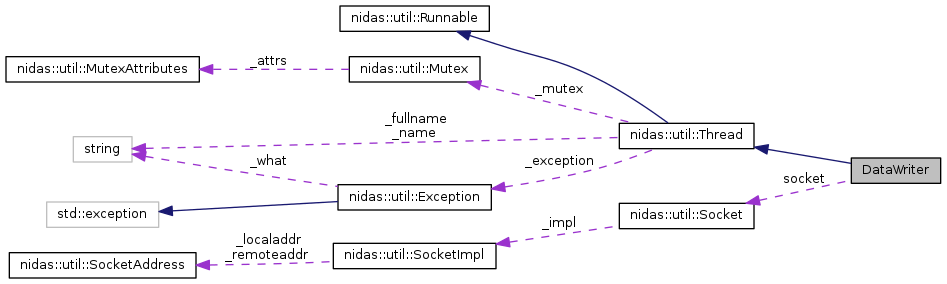 nidas::util::Runnable
nidas::util::MutexAttributes
_attrs
nidas::util::Mutex
_mutex
_fullname
_name
nidas::util::Thread
string
_what
_exception
DataWriter
socket
nidas::util::Exception
std::exception
_impl
nidas::util::Socket
_localaddr
_remoteaddr
nidas::util::SocketImpl
nidas::util::SocketAddress